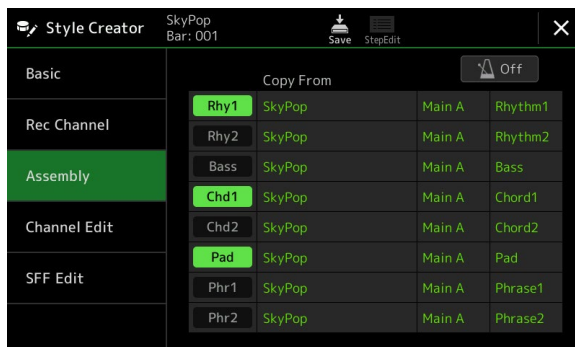 Style Creator
SkyPop
Bar: 001
Save
StepEdit
Basic
Rec Channel
Assembly
Channel Edit
SFF Edit
Copy From
Off
Rhy1 SkyPop Main A Rhythm1
Rhy2 SkyPop Main A Rhythm2
Bass SkyPop Main A Bass
Chd1 SkyPop Main A Chord1
Chd2 SkyPop Main A Chord2
Pad SkyPop Main A Pad
Phr1 SkyPop Main A Phrase1
Phr2 SkyPop Main A Phrase2